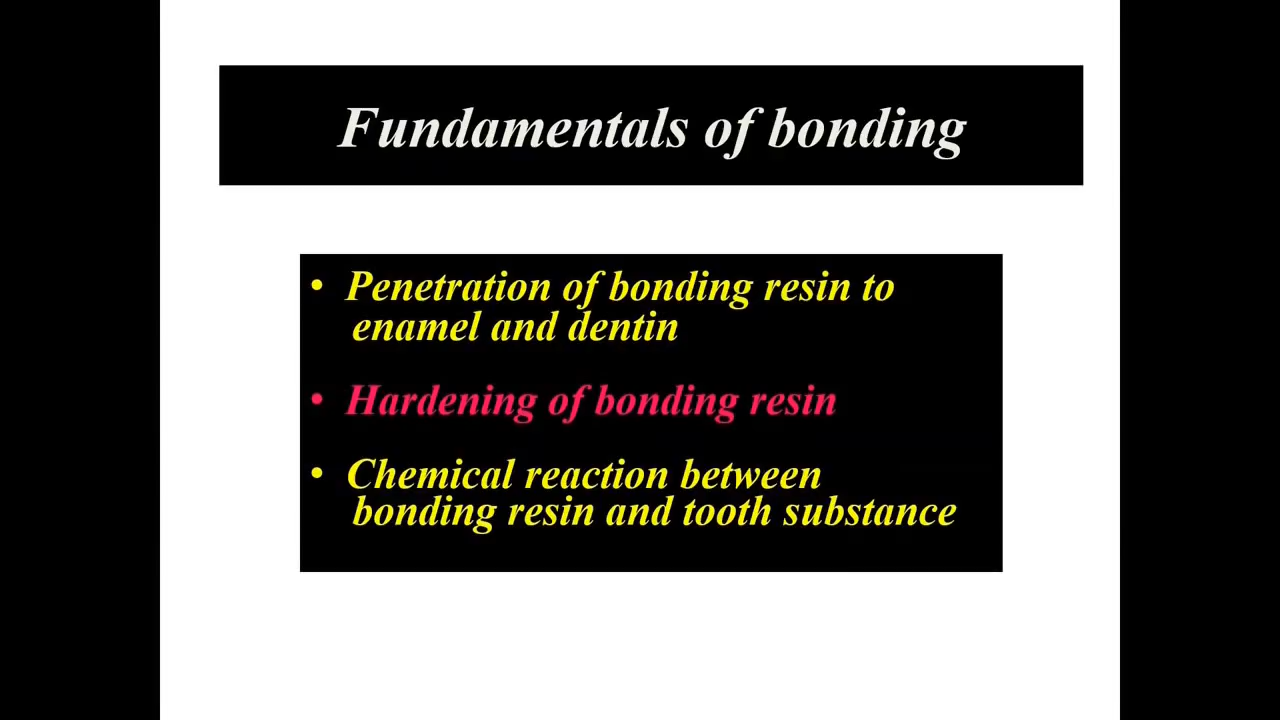 Fundamentals of bonding
• Penetration of bonding resin to
enamel and dentin
• Hardening of bonding resin
• Chemical reaction between
bonding resin and tooth substance